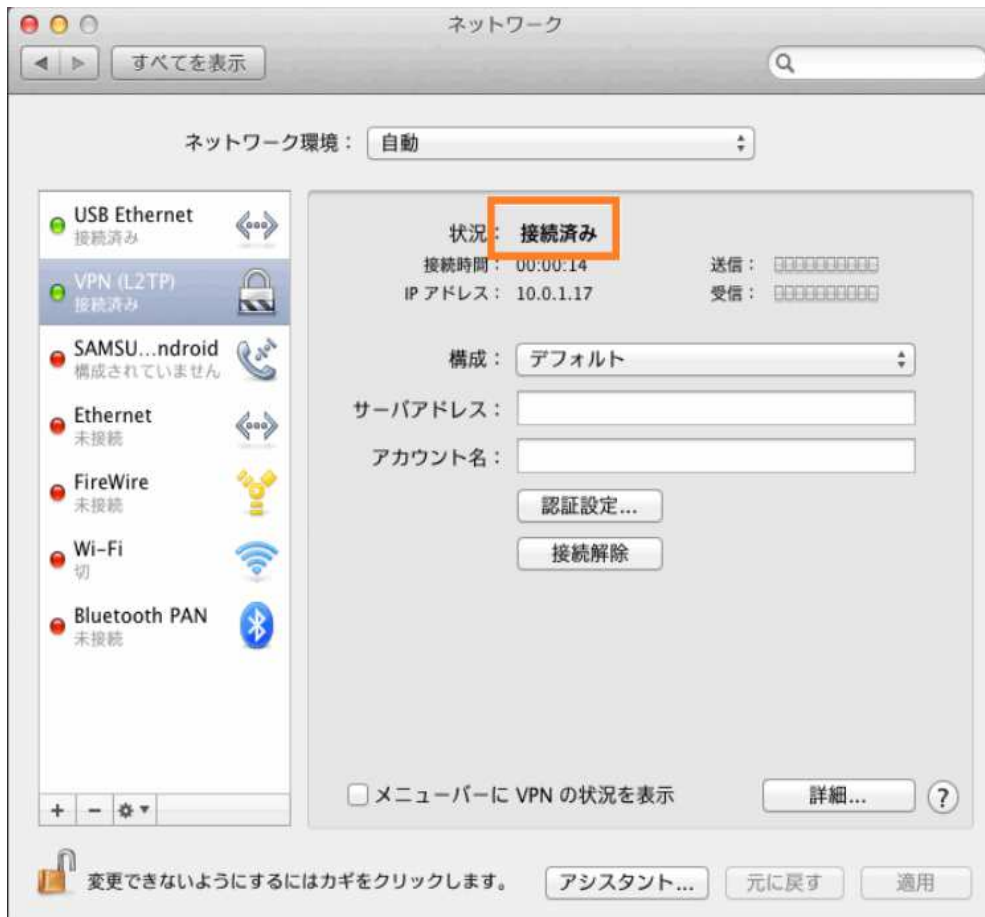 ネットワーク
すべてを表示
ネットワーク環境： 自動
USB Ethernet
接続済み
VPN (L2TP)
接続済み
SAMSU...ndroid
構成されていません
Ethernet
未接続
FireWire
未接続
Wi-Fi
切
Bluetooth PAN
未接続
状況： 接続済み
接続時間： 00:00:14 送信：
IP アドレス： 10.0.1.17 受信：
構成： デフォルト
サーバアドレス：
アカウント名：
認証設定...
接続解除
メニューバーに VPN の状況を表示
詳細... ?
変更できないようにするにはカギをクリックします。
アシスタント... 元に戻す 適用